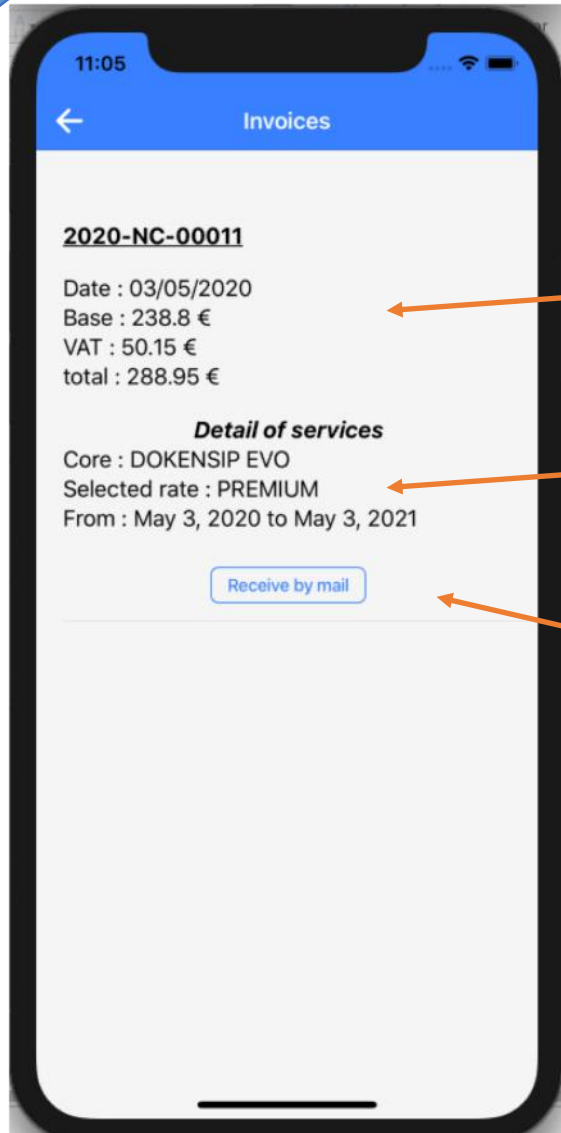 11:05
Invoices
2020-NC-00011
Date : 03/05/2020
Base : 238.8 €
VAT : 50.15 €
total : 288.95 €
Detail of services
Core : DOKENSIP EVO
Selected rate : PREMIUM
From : May 3, 2020 to May 3, 2021
Receive by mail